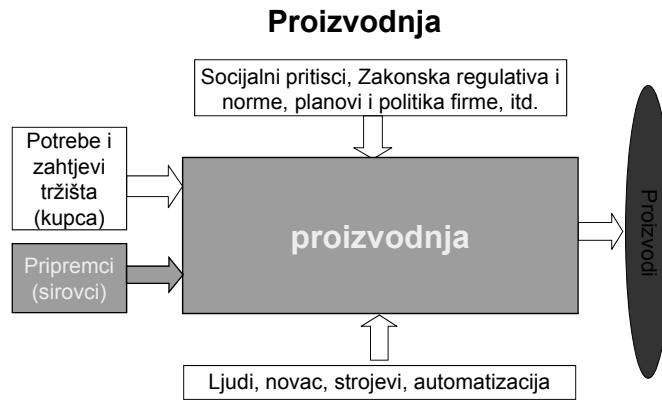 Proizvodnja
Socijalni pritisci, Zakonska regulativa i
norme, planovi i politika firme, itd.
Potrebe i
zahtjevi
tržišta
(kupca)
proizvodnja
Proizvodi
Pripremci
(sirovci)
Ljudi, novac, strojevi, automatizacija